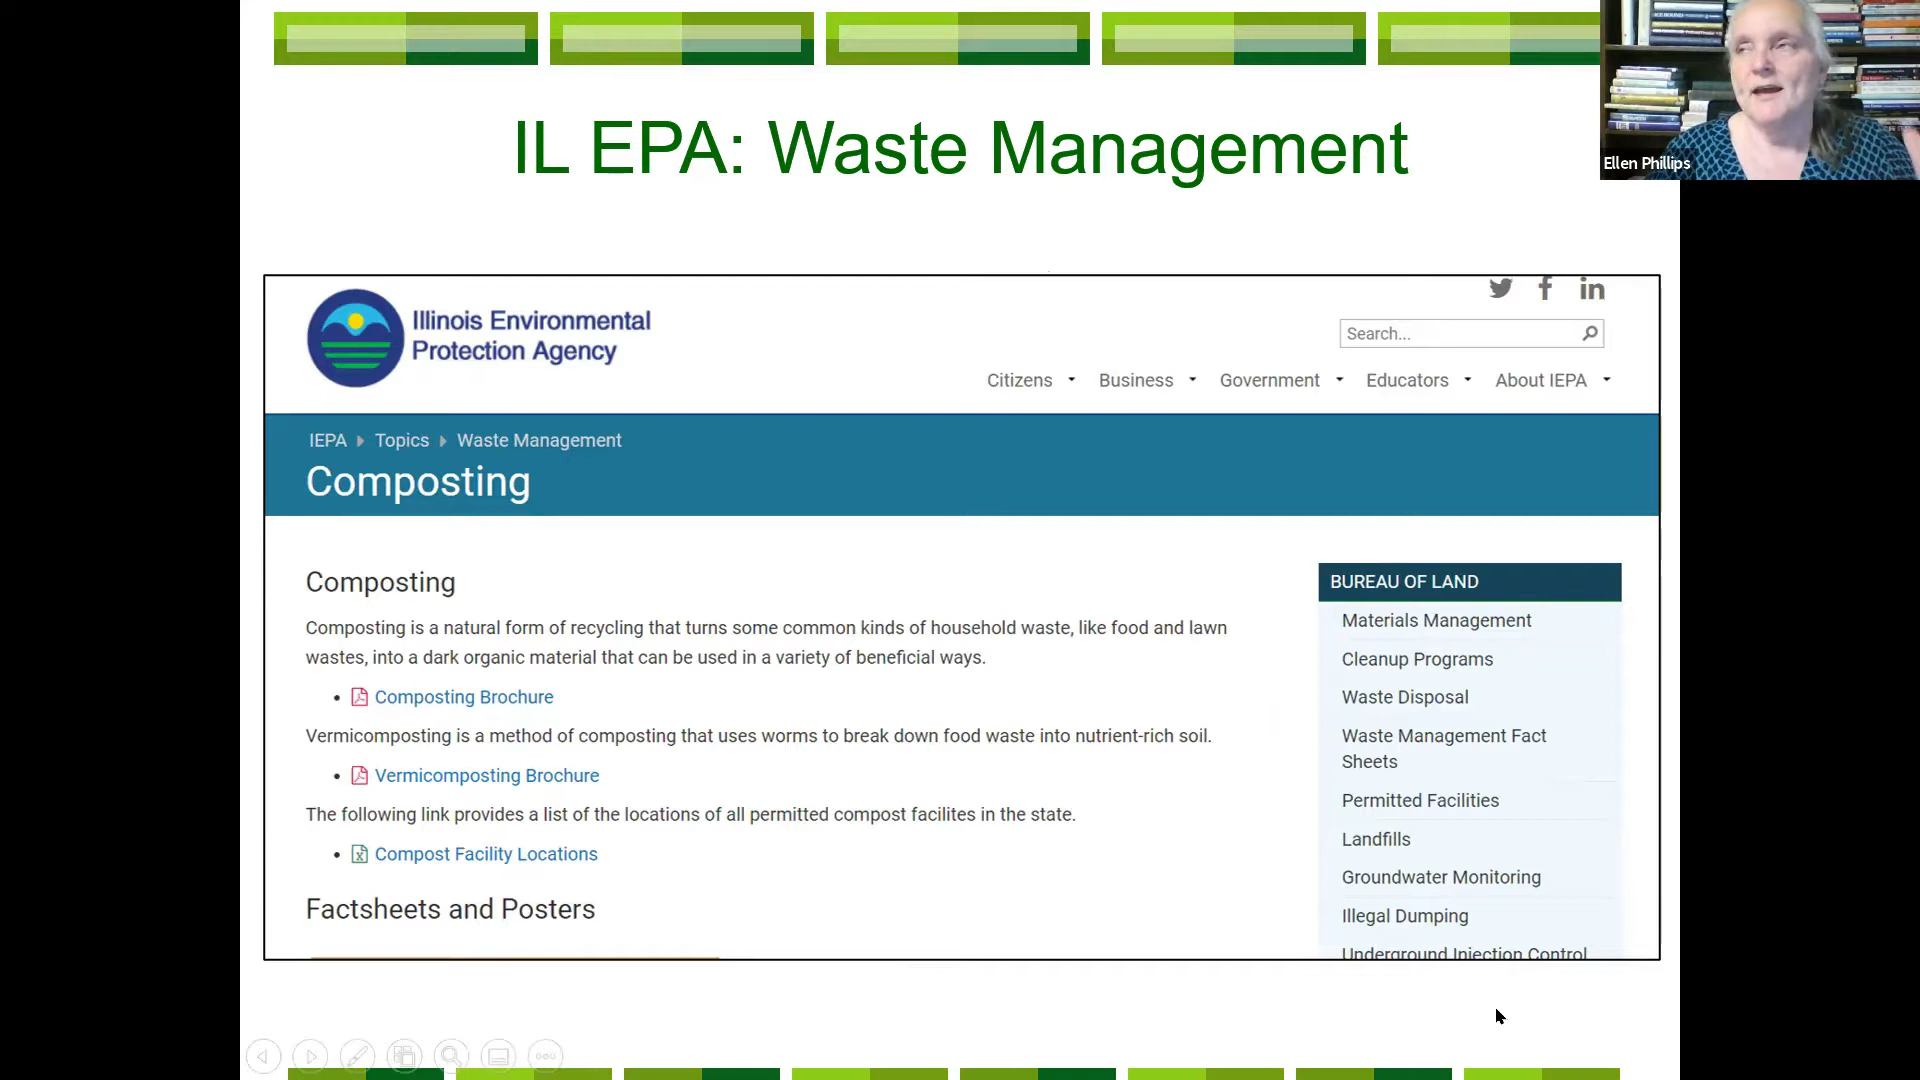 IL EPA: Waste Management
Ellen Phillips
Illinois Environmental
Protection Agency
Search...
Citizens
Business
Government
Educators
About IEPA
IEPA
Topics
Waste Management
Composting
Composting
Composting is a natural form of recycling that turns some common kinds of household waste, like food and lawn
wastes, into a dark organic material that can be used in a variety of beneficial ways.
• Composting Brochure
Vermicomposting is a method of composting that uses worms to break down food waste into nutrient-rich soil.
• Vermicomposting Brochure
The following link provides a list of the locations of all permitted compost facilites in the state.
• Compost Facility Locations
Factsheets and Posters
BUREAU OF LAND
Materials Management
Cleanup Programs
Waste Disposal
Waste Management Fact
Sheets
Permitted Facilities
Landfills
Groundwater Monitoring
Illegal Dumping
Underground Injection Control